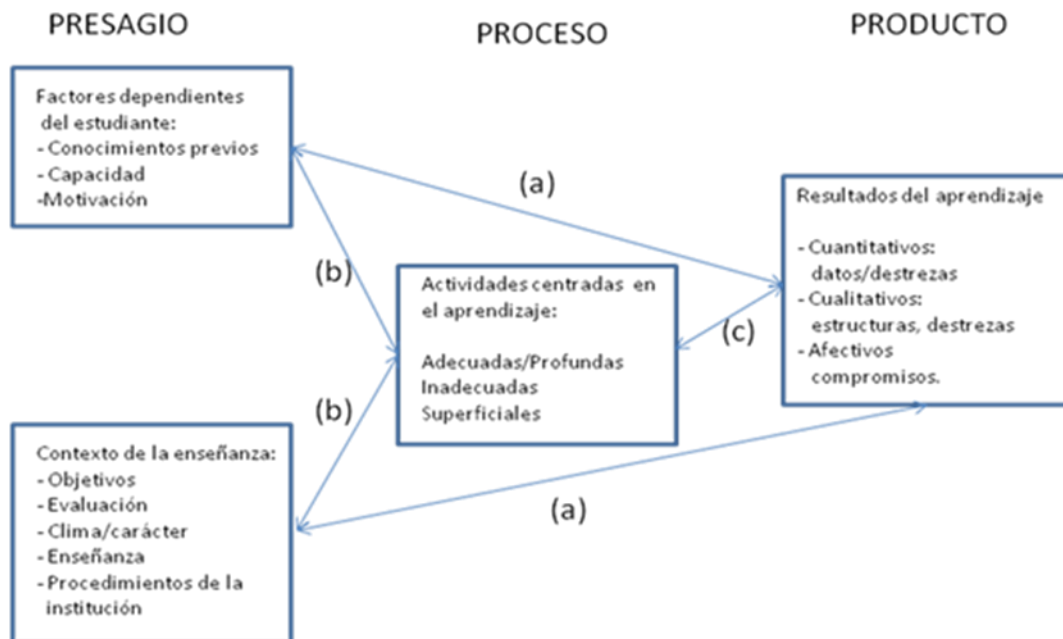 PRESAGIO
PROCESO
PRODUCTO
Factores dependientes
del estudiante:
- Conocimientos previos
- Capacidad
-Motivación
(a)
(b)
Actividades centradas en
el aprendizaje:
Adecuadas/Profundas
Inadecuadas
Superficiales
(c)
Resultados del aprendizaje
- Cuantitativos:
datos/destrezas
- Cualitativos:
estructuras, destrezas
- Afectivos
compromisos.
(b)
Contexto de la enseñanza:
- Objetivos
- Evaluación
- Clima/carácter
- Enseñanza
- Procedimientos de la
institución
(a)